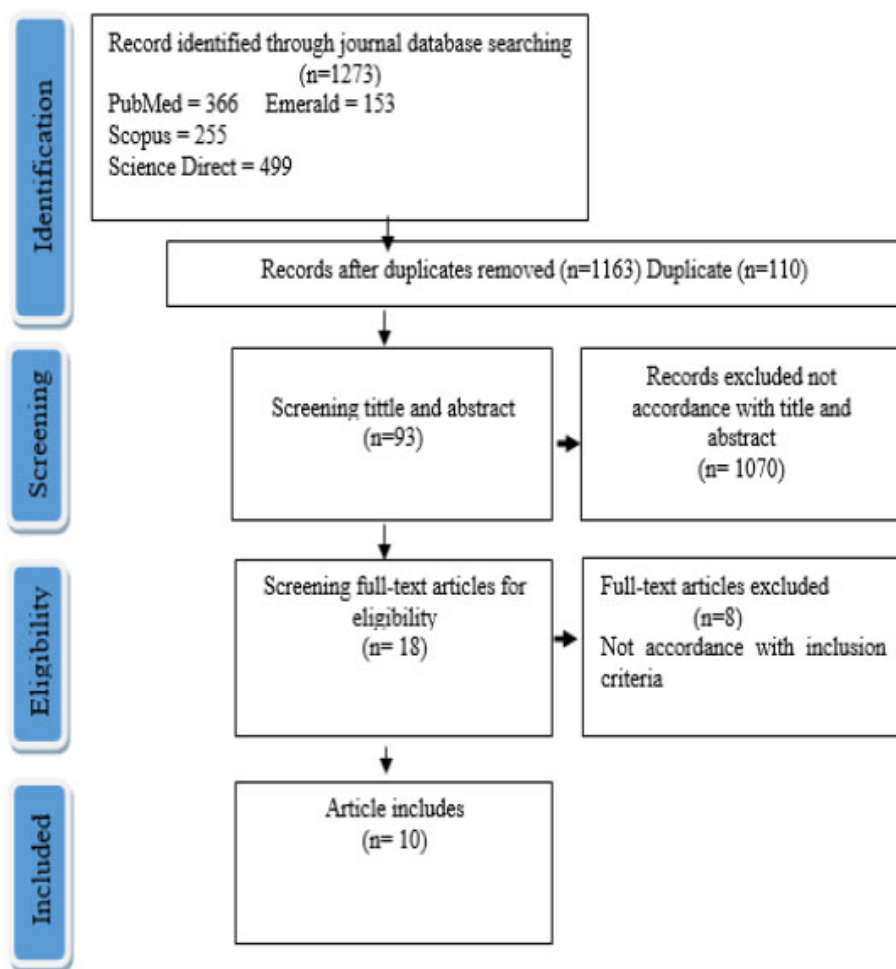 Identification
Record identified through journal database searching
(n=1273)
PubMed = 366 Emerald = 153
Scopus = 255
Science Direct = 499
Records after duplicates removed (n=1163) Duplicate (n=110)
Screening
Screening tittle and abstract
(n=93)
Records excluded not
accordance with title and
abstract
(n= 1070)
Eligibility
Screening full-text articles for
eligibility
(n= 18)
Full-text articles excluded
(n=8)
Not accordance with inclusion
criteria
Included
Article includes
(n= 10)